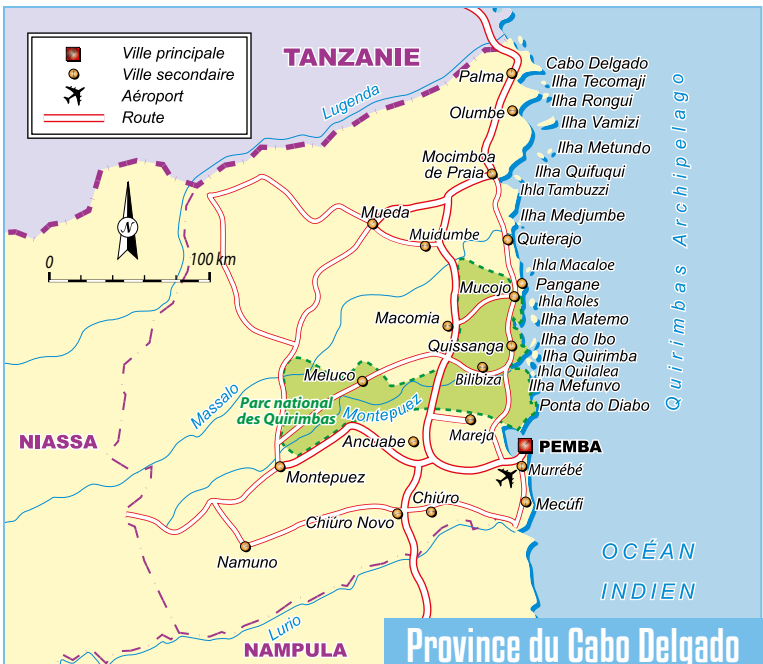 Ville principale
Ville secondaire
Aéroport
Route
TANZANIE
Lugenda
Palma
Olumbe
Mocimboa
de Praia
Cabo Delgado
Ilha Tecomaji
Ilha Rongui
Ilha Vamizi
Ilha Metundo
Ilha Quifuqui
Ihla Tambuzzi
Ilha Medjumbe
Quiterajo
Ihla Macaloe
Pangane
Ihla Roles
Ilha Matemo
Ilha do Ibo
Ilha Quirimba
Ihla Quilalea
Ilha Mefunvo
Ponta do Diabo
Quirimbas Archipelago
N
0
100 km
Mueda
Muidumbe
Mucojo
Macomia
Quissanga
Bilibiza
Meluco
Massalo
Parc national
des Quirimbas
Montepuez
NIASSA
Ancuabe
Mareja
PEMBA
Murrébé
Montepuez
Mecúfi
Chiúro
Chiúro Novo
Namuno
OCÉAN
INDIEN
Lurio
NAMPULA
Province du Cabo Delgado